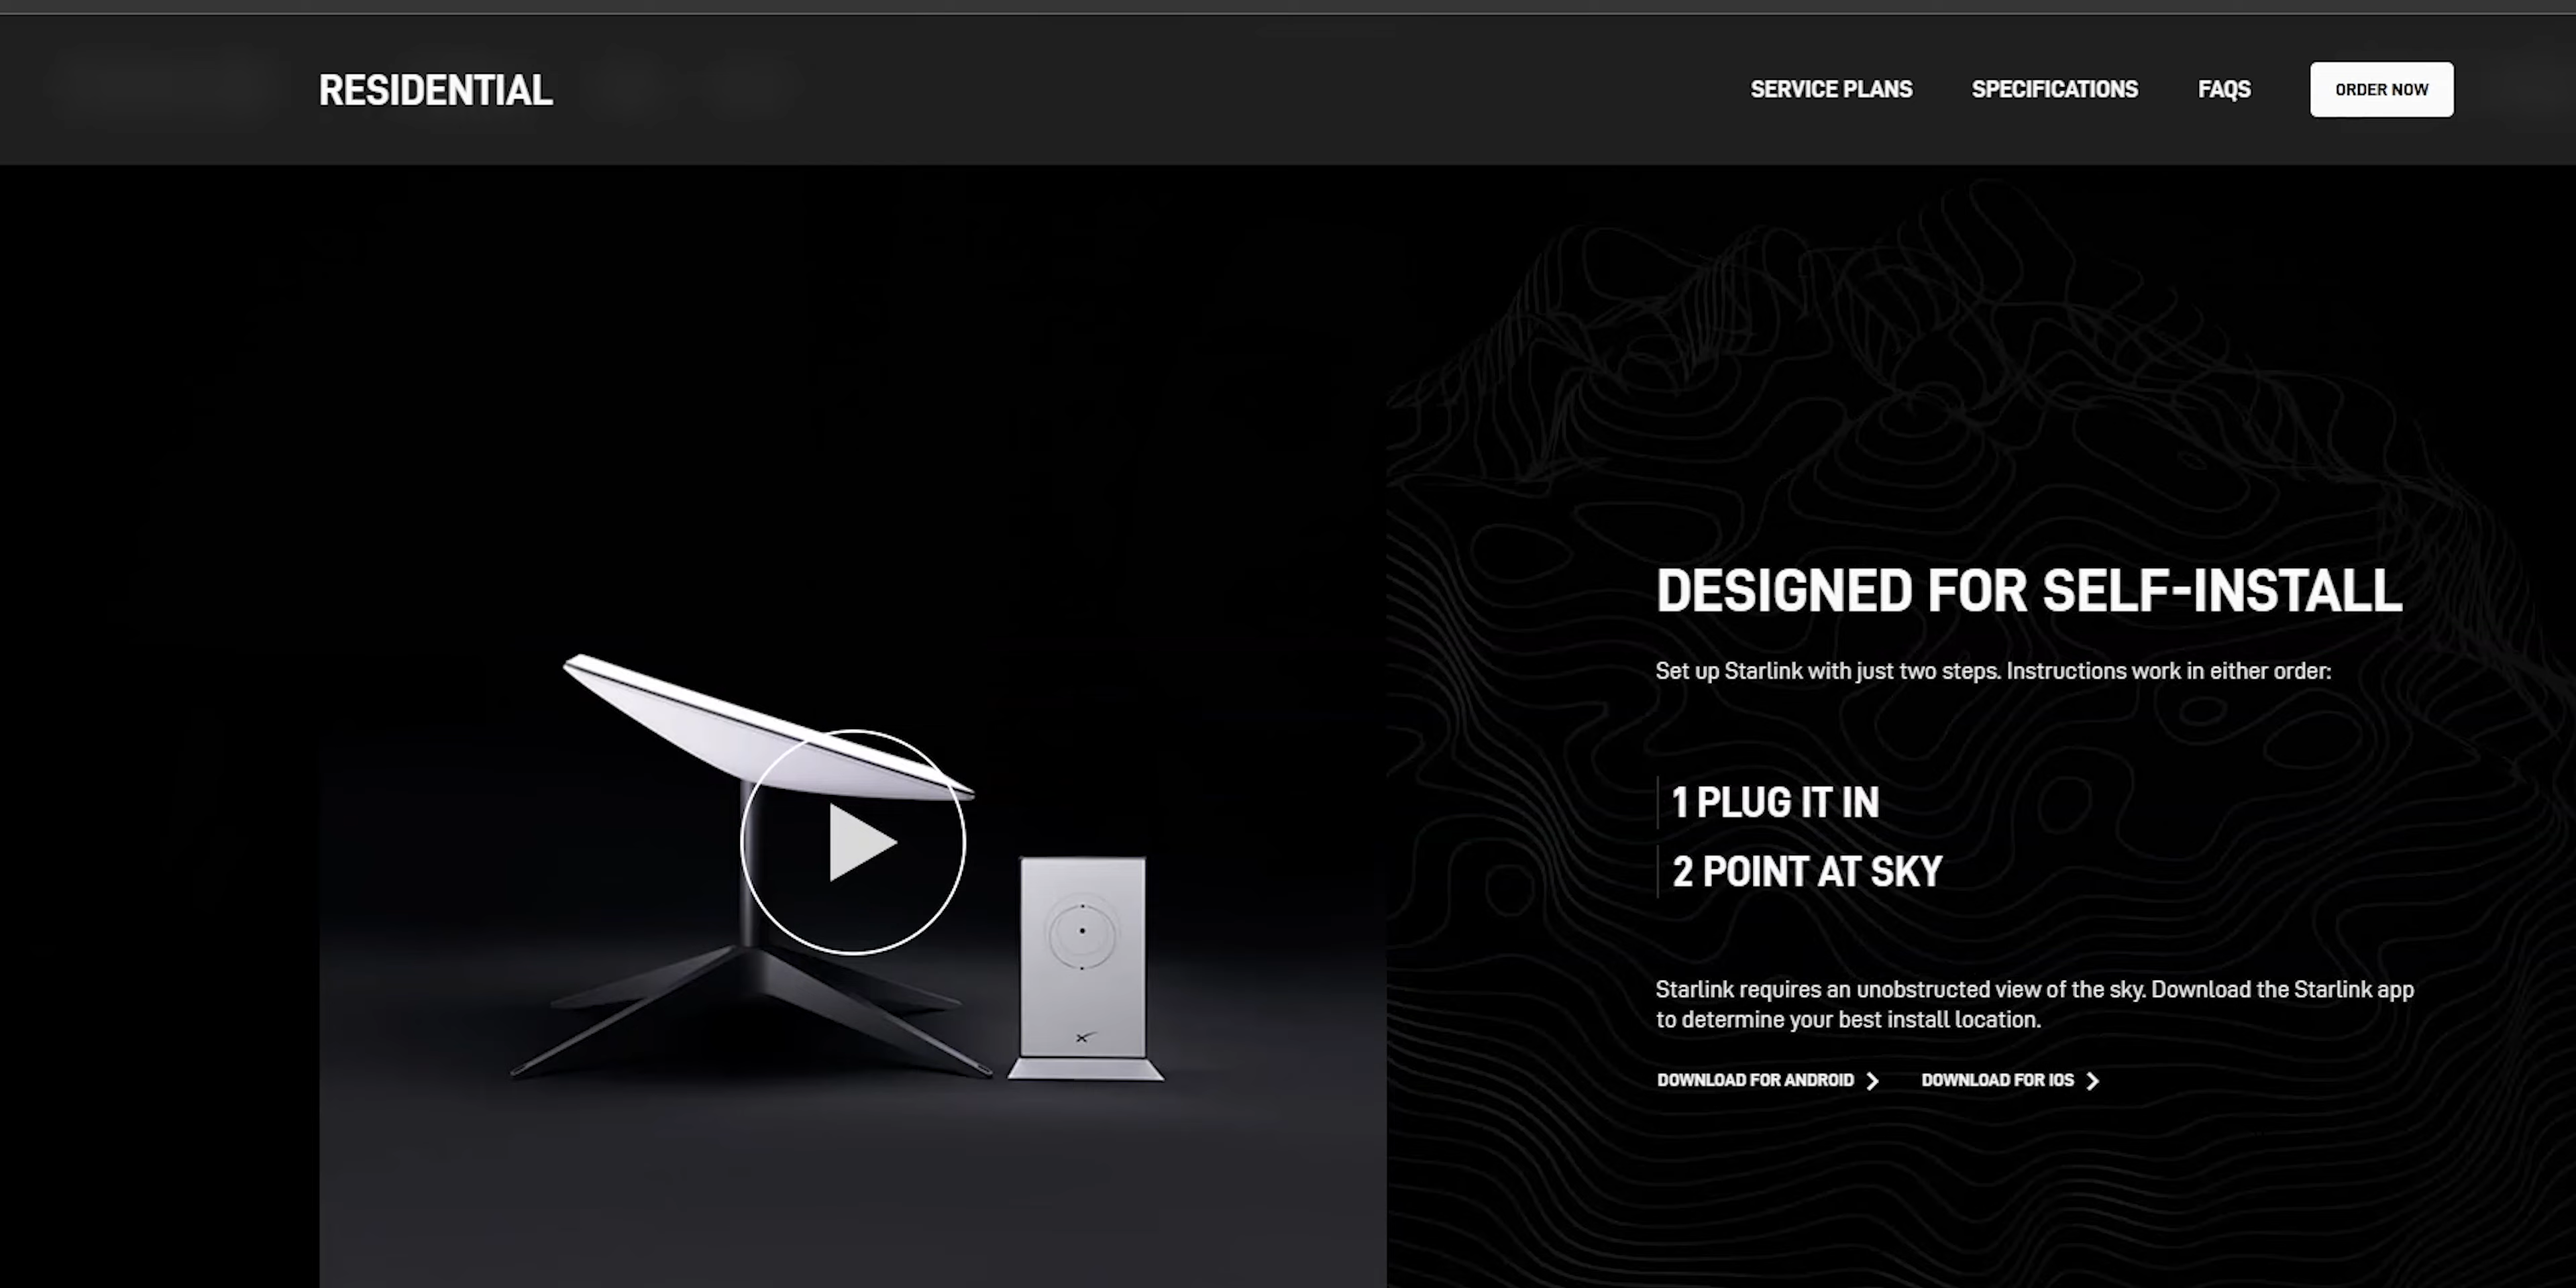 RESIDENTIAL
SERVICE PLANS
SPECIFICATIONS
FAQS
ORDER NOW
DESIGNED FOR SELF-INSTALL
Set up Starlink with just two steps. Instructions work in either order:
1 PLUG IT IN
2 POINT AT SKY
Starlink requires an unobstructed view of the sky. Download the Starlink app
to determine your best install location.
DOWNLOAD FOR ANDROID
DOWNLOAD FOR IOS